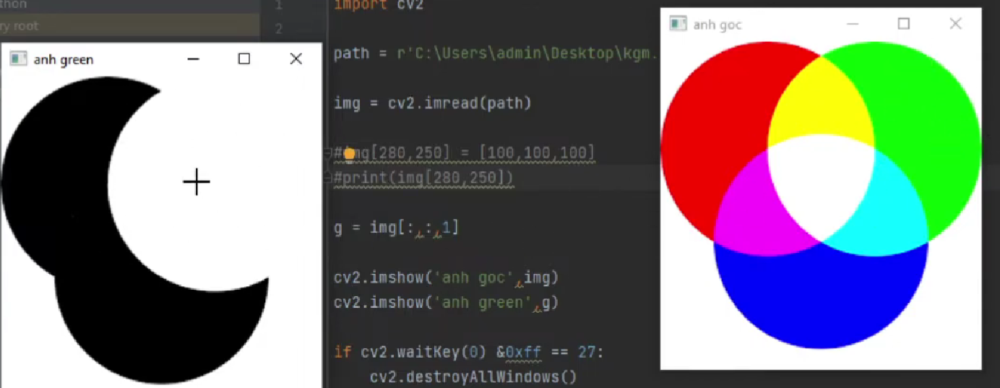 thon
ry root
1
2
anh green
import cv2
path = r'C:\Users\admin\Desktop\kgm.
img = cv2.imread(path)
#img[280,250] = [100,100,100]
#print(img[280,250])
g = img[:,:,1]
cv2.imshow('anh goc',img)
cv2.imshow('anh green',g)
if cv2.waitKey(0) &0xff == 27:
    cv2.destroyAllWindows()
anh goc